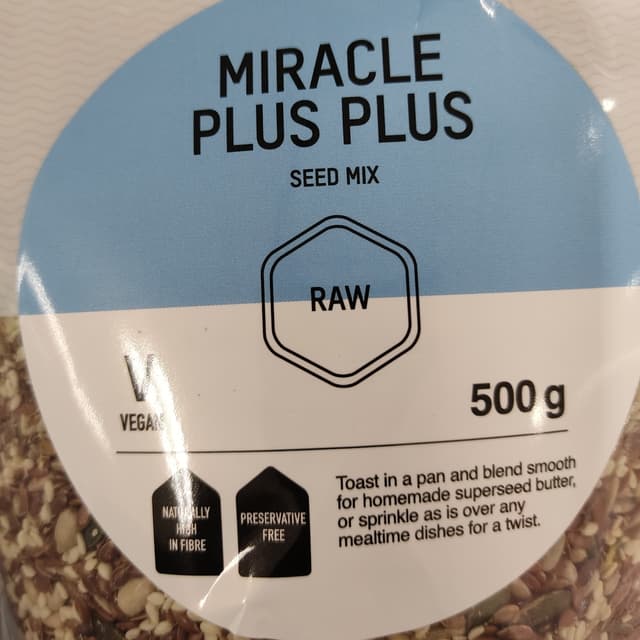 MIRACLE
PLUS PLUS
SEED MIX
RAW
V
VEGAN
500 g
NATURALLY
HIGH
IN FIBRE
PRESERVATIVE
FREE
Toast in a pan and blend smooth
for homemade superseed butter,
or sprinkle as is over any
mealtime dishes for a twist.